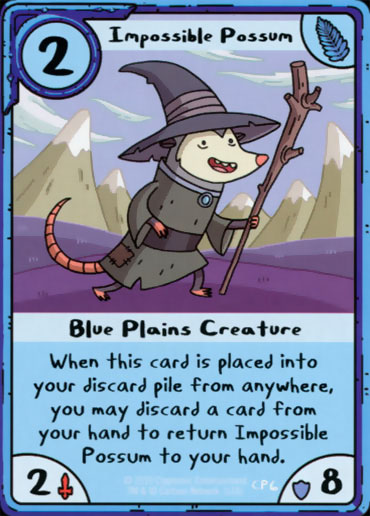 2
Impossible Possum
Blue Plains Creature
When this card is placed into
your discard pile from anywhere,
you may discard a card from
your hand to return Impossible
Possum to your hand.
CP6
2
8